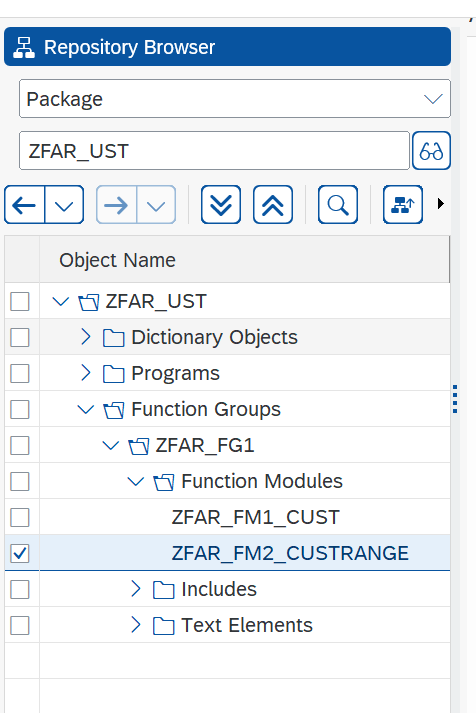 Repository Browser
Package
ZFAR_UST
Object Name
ZFAR_UST
Dictionary Objects
Programs
Function Groups
ZFAR_FG1
Function Modules
ZFAR_FM1_CUST
ZFAR_FM2_CUSTRANGE
Includes
Text Elements